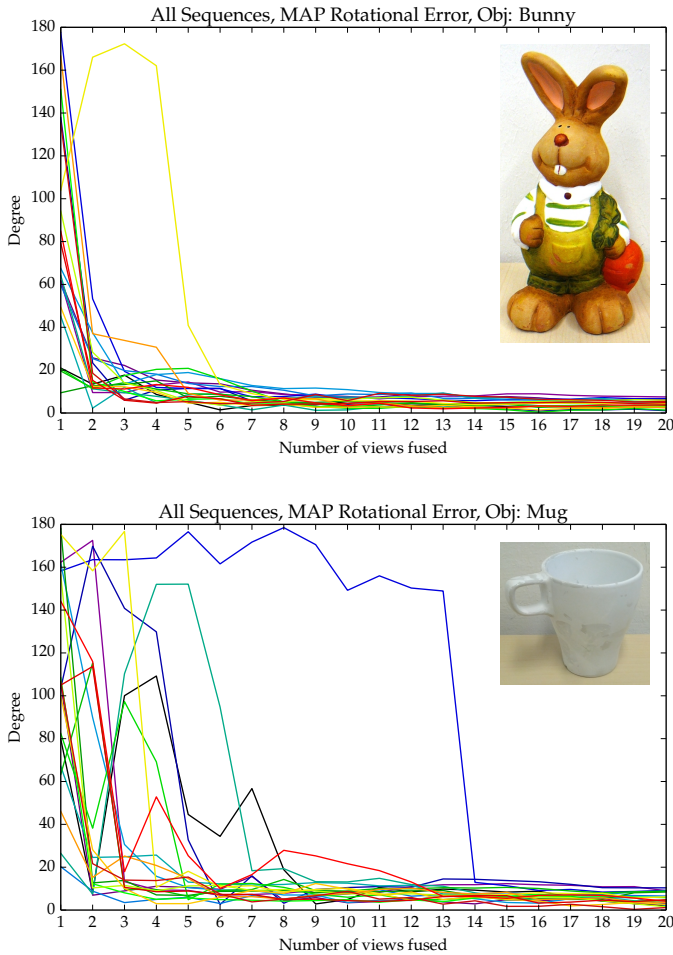 All Sequences, MAP Rotational Error, Obj: Bunny
180
160
140
120
100
80
60
40
20
0
Degree
1 2 3 4 5 6 7 8 9 10 11 12 13 14 15 16 17 18 19 20
Number of views fused
All Sequences, MAP Rotational Error, Obj: Mug
180
160
140
120
100
80
60
40
20
0
Degree
1 2 3 4 5 6 7 8 9 10 11 12 13 14 15 16 17 18 19 20
Number of views fused